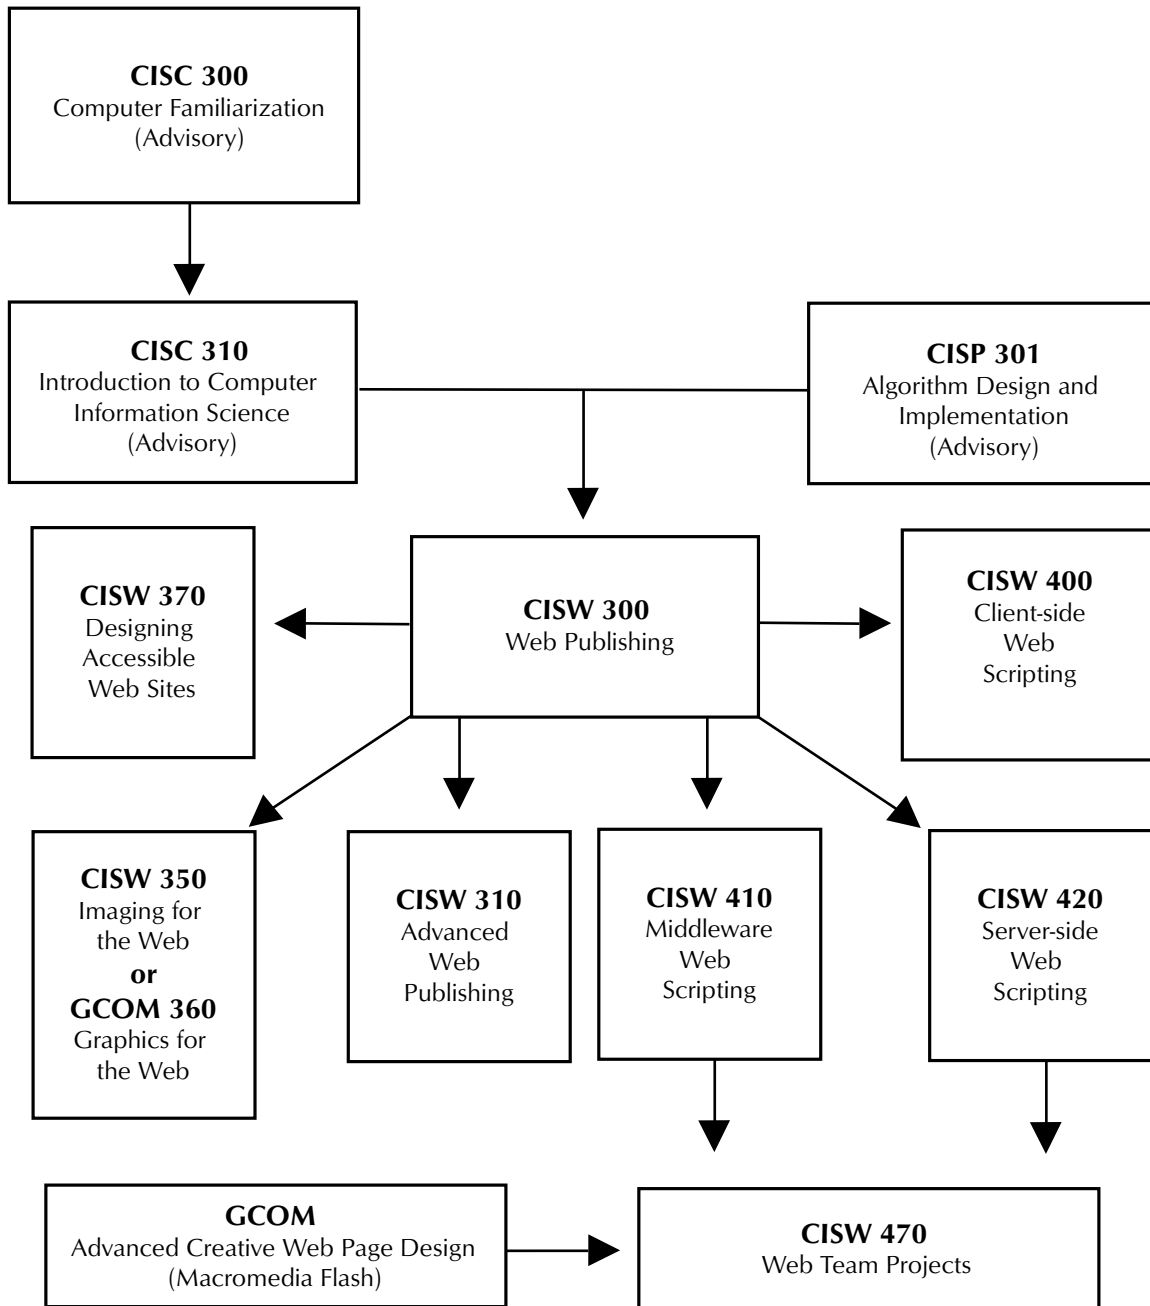 CISC 300
Computer Familiarization
(Advisory)
CISC 310
Introduction to Computer
Information Science
(Advisory)
CISP 301
Algorithm Design and
Implementation
(Advisory)
CISW 370
Designing
Accessible
Web Sites
CISW 300
Web Publishing
CISW 400
Client-side
Web
Scripting
CISW 350
Imaging for
the Web
or
GCOM 360
Graphics for
the Web
CISW 310
Advanced
Web
Publishing
CISW 410
Middleware
Web
Scripting
CISW 420
Server-side
Web
Scripting
GCOM
Advanced Creative Web Page Design
(Macromedia Flash)
CISW 470
Web Team Projects